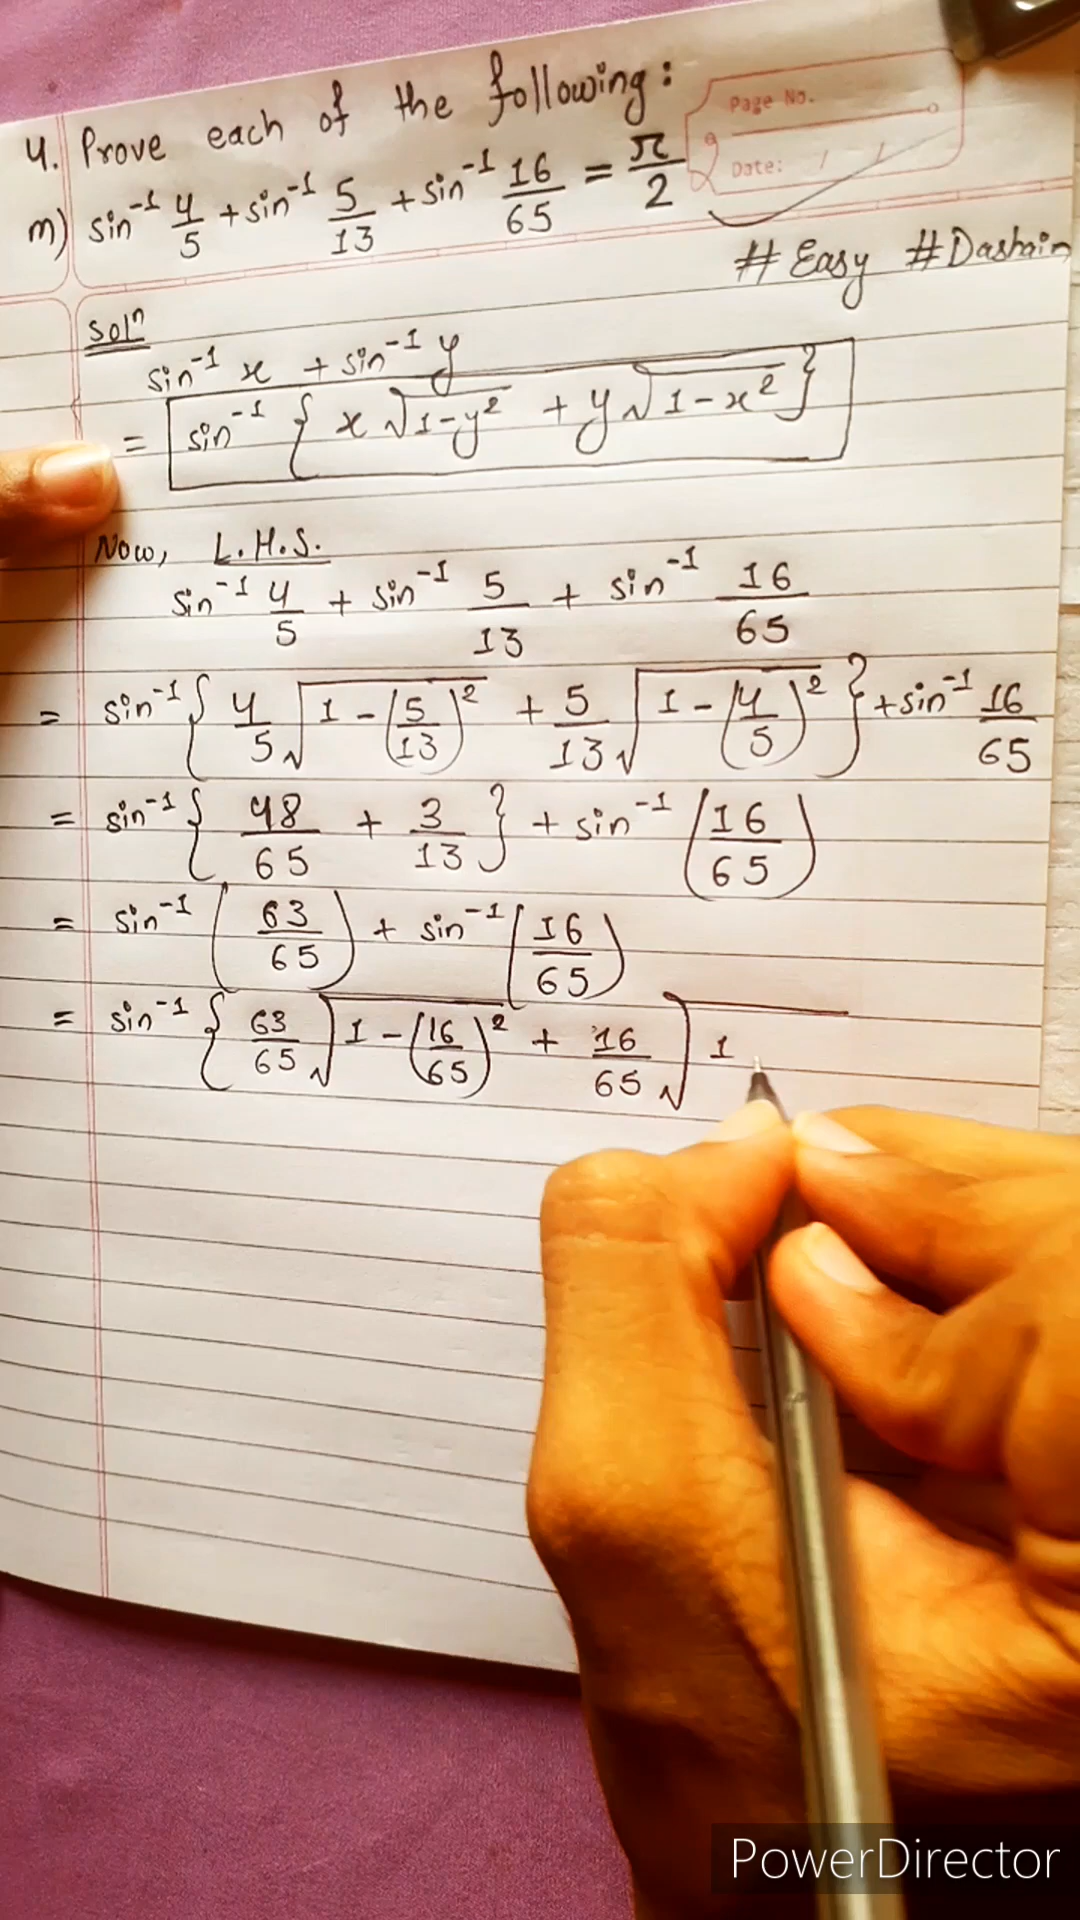 4. Prove each of the following:
Page No.
Date: / /
m) sin⁻¹ 4/5 + sin⁻¹ 5/13 + sin⁻¹ 16/65 = π/2
# Easy # Dashain
Solⁿ
sin⁻¹ x + sin⁻¹ y
= sin⁻¹ { x √1-y² + y √1-x² }
Now, L.H.S.
sin⁻¹ 4/5 + sin⁻¹ 5/13 + sin⁻¹ 16/65
= sin⁻¹ { 4/5 √1 - (5/13)² + 5/13 √1 - (4/5)² } + sin⁻¹ 16/65
= sin⁻¹ { 48/65 + 3/13 } + sin⁻¹ (16/65)
= sin⁻¹ (63/65) + sin⁻¹ (16/65)
= sin⁻¹ { 63/65 √1 - (16/65)² + 16/65 √1
PowerDirector